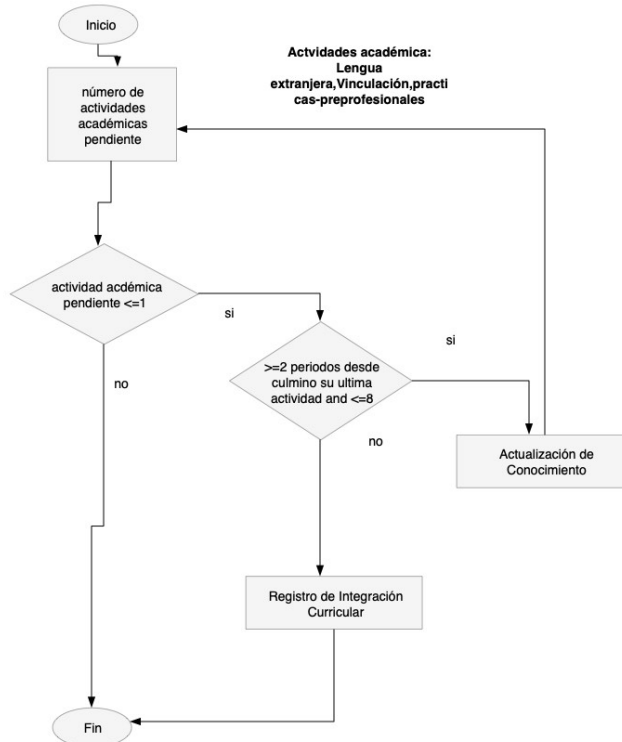 Inicio
Actvidades académica:
Lengua
extranjera,Vinculación,practi
cas-preprofesionales
número de
actividades
académicas
pendiente
actividad acdémica
pendiente <=1
si
no
>=2 periodos desde
culmino su ultima
actividad and <=8
si
no
Actualización de
Conocimiento
Registro de Integración
Curricular
Fin